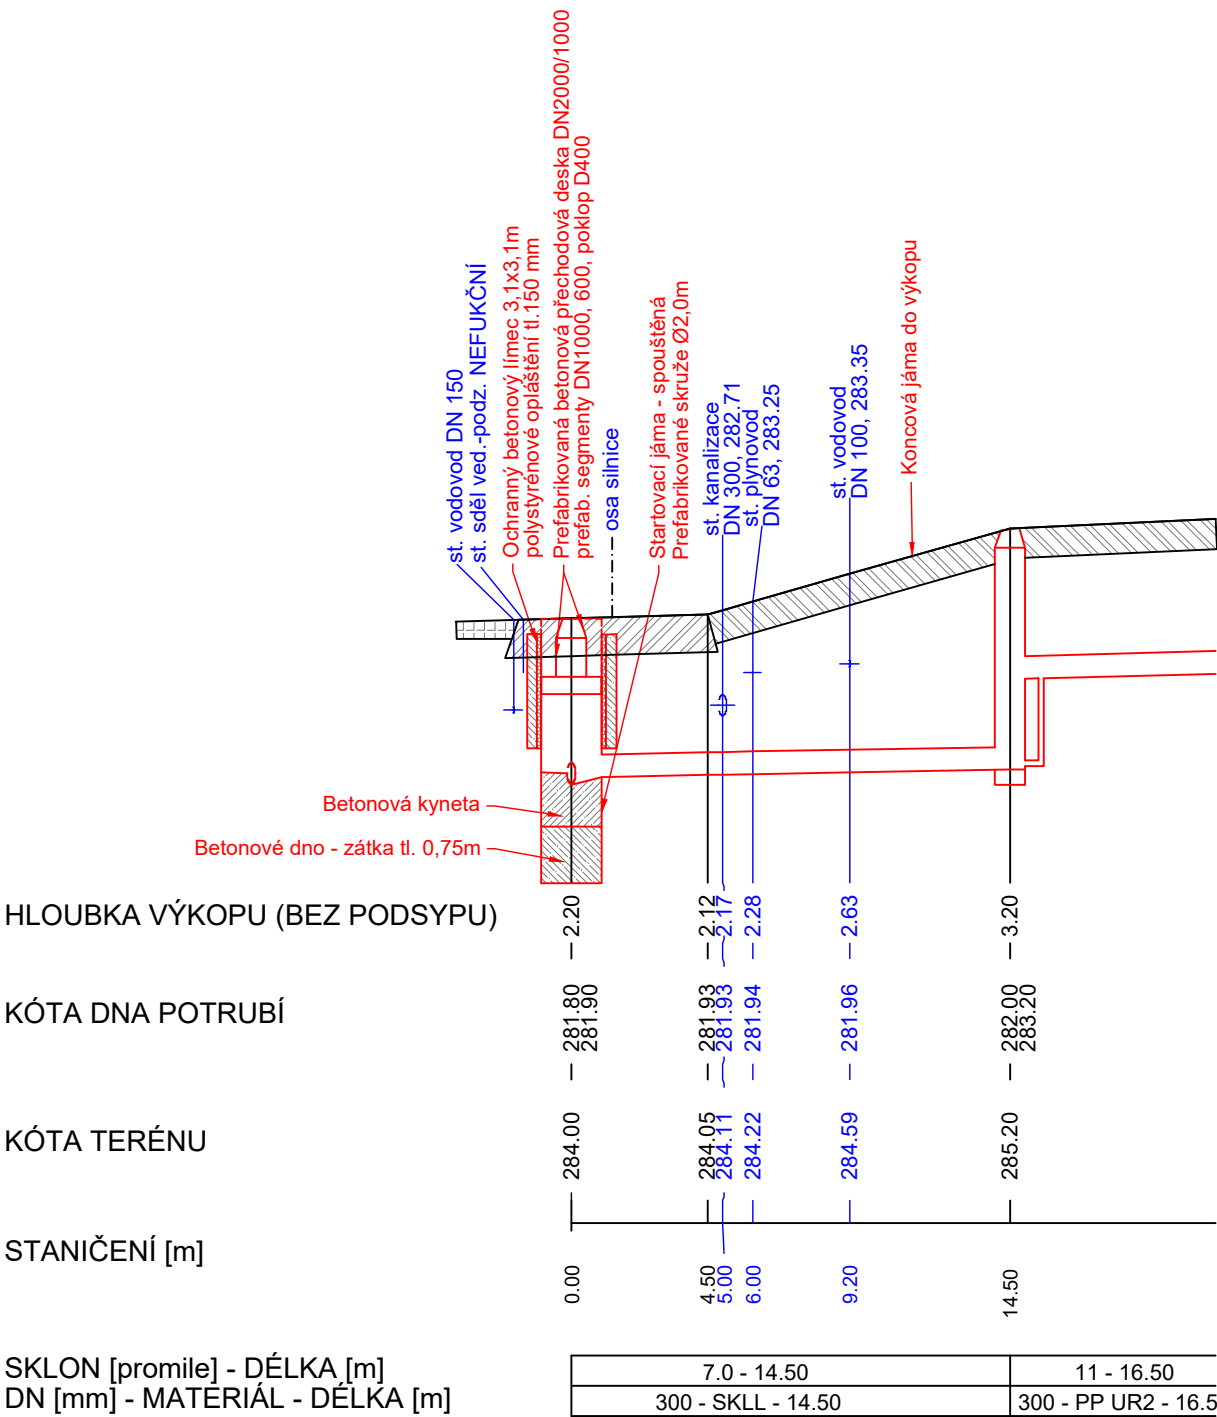 st. vodovod DN 150
st. sděl ved.-podz. NEFUKČNÍ
Ochranný betonový límec 3,1x3,1m
polystyrénové opláštění tl.150 mm
Prefabrikovaná betonová přechodová deska DN2000/1000
prefab. segmenty DN1000, 600, poklop D400
osa silnice
Startovací jáma - spouštěná
Prefabrikované skruže Ø2,0m
st. kanalizace
DN 300, 282.71
st. plynovod
DN 63, 283.25
st. vodovod
DN 100, 283.35
Koncová jáma do výkopu
Betonová kyneta
Betonové dno - zátka tl. 0,75m
HLOUBKA VÝKOPU (BEZ PODSYPU)
2.20
2.12
2.17
2.28
2.63
3.20
KÓTA DNA POTRUBÍ
281.80
281.90
281.93
281.93
281.94
281.96
282.00
283.20
KÓTA TERÉNU
284.00
284.05
284.11
284.22
284.59
285.20
STANIČENÍ [m]
0.00
4.50
5.00
6.00
9.20
14.50
SKLON [promile] - DÉLKA [m]
7.0 - 14.50
11 - 16.50
DN [mm] - MATERIÁL - DÉLKA [m]
300 - SKLL - 14.50
300 - PP UR2 - 16.5